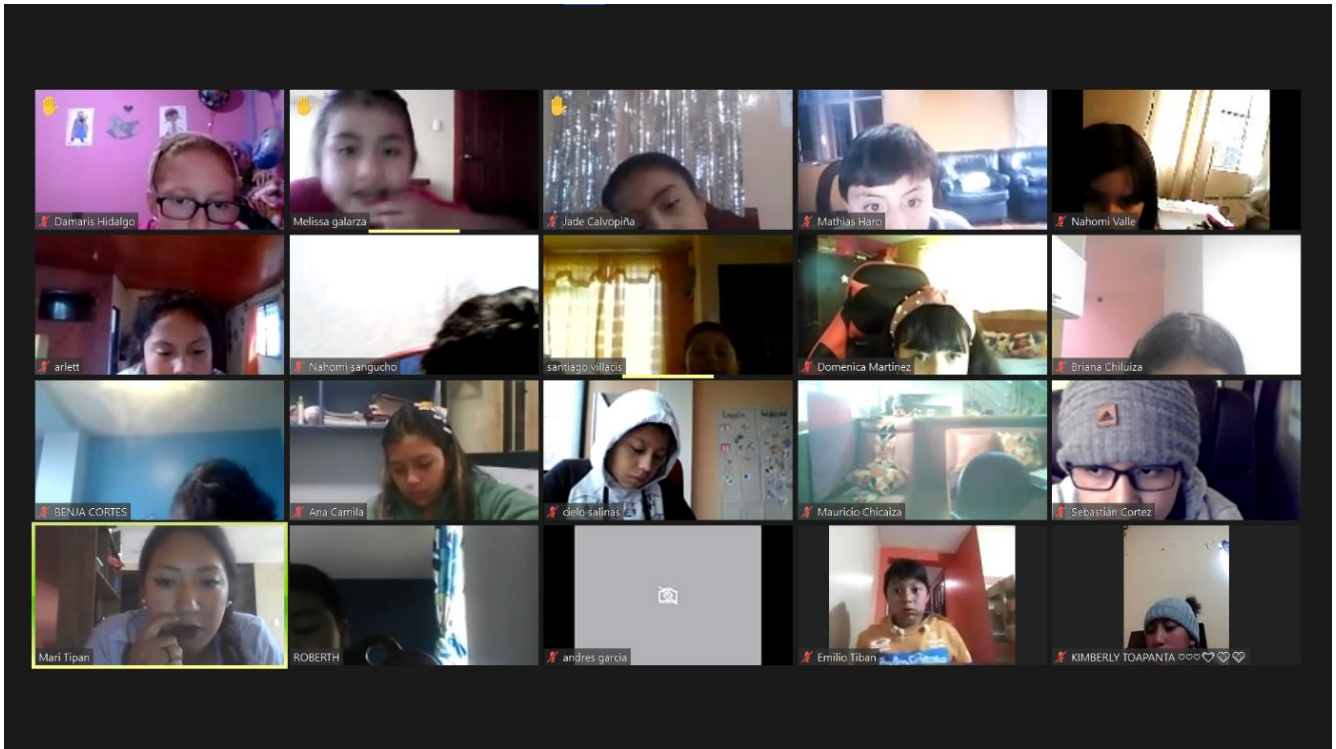 Damaris Hidalgo
Melissa galarza
Jade Calvopiña
Mathias Haro
Nahomi Valle
arlett
Nahomi sangucho
santiago villacis
Domenica Martinez
Briana Chiluiza
BENJA CORTES
Ana Camila
cielo salinas
Mauricio Chicaiza
Sebastián Cortez
Mari Tipan
ROBERTH
andres garcia
Emilio Tiban
KIMBERLY TOAPANTA ♡♡♡♡♡♡